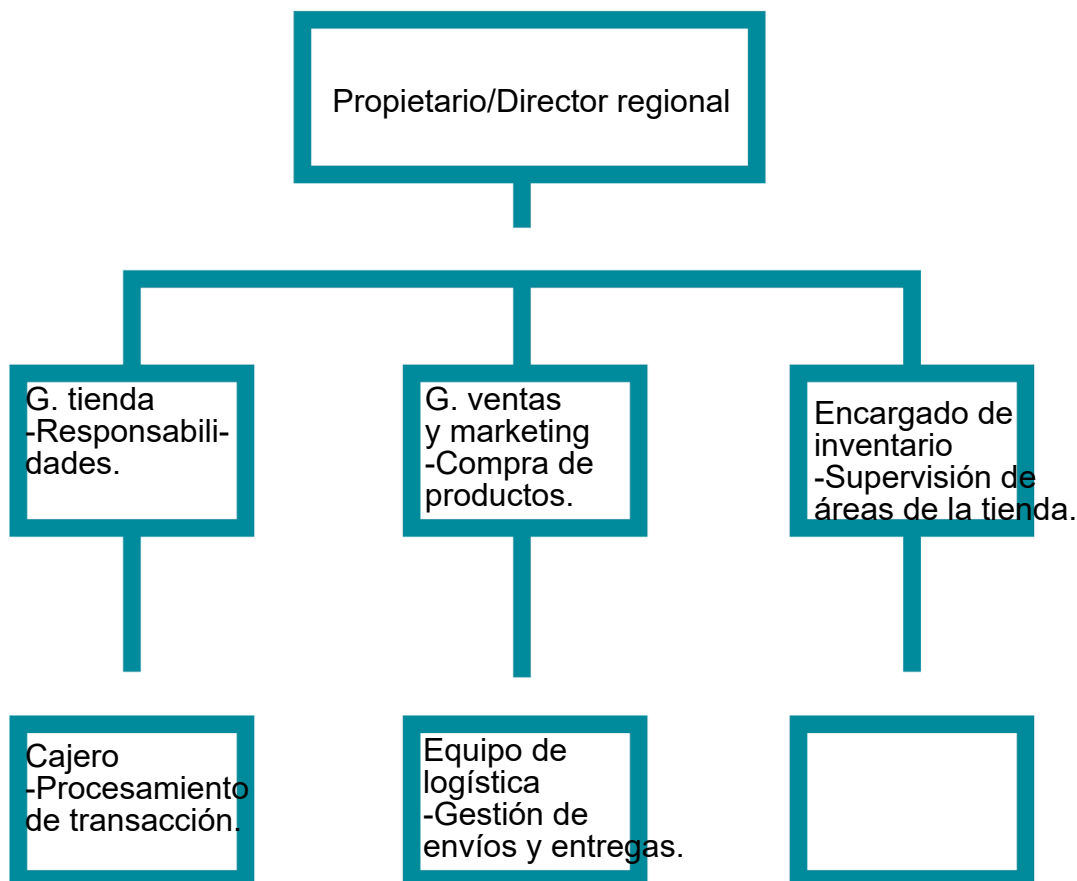 Propietario/Director regional
G. tienda
-Responsabili-
dades.
G. ventas
y marketing
-Compra de
productos.
Encargado de
inventario
-Supervisión de
áreas de la tienda.
Cajero
-Procesamiento
de transacción.
Equipo de
logística
-Gestión de
envíos y entregas.